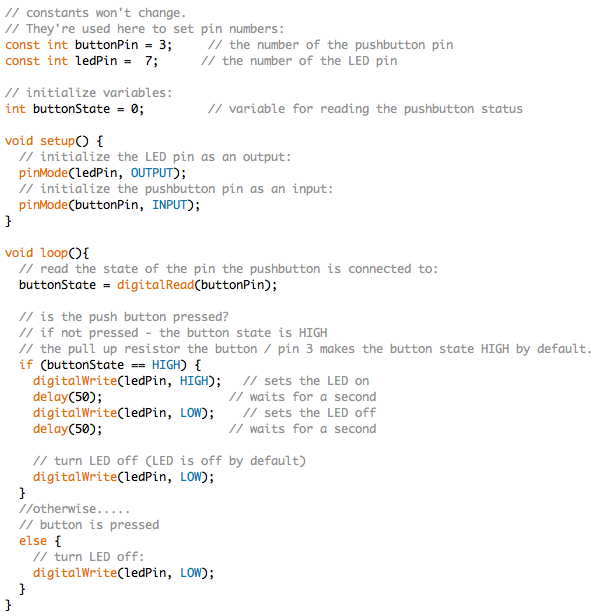 // constants won't change.
// They're used here to set pin numbers:
const int buttonPin = 3;     // the number of the pushbutton pin
const int ledPin =  7;      // the number of the LED pin

// initialize variables:
int buttonState = 0;         // variable for reading the pushbutton status

void setup() {
  // initialize the LED pin as an output:
  pinMode(ledPin, OUTPUT);
  // initialize the pushbutton pin as an input:
  pinMode(buttonPin, INPUT);
}

void loop(){
  // read the state of the pin the pushbutton is connected to:
  buttonState = digitalRead(buttonPin);

  // is the push button pressed?
  // if not pressed - the button state is HIGH
  // the pull up resistor the button / pin 3 makes the button state HIGH by default.
  if (buttonState == HIGH) {
    digitalWrite(ledPin, HIGH);   // sets the LED on
    delay(50);                  // waits for a second
    digitalWrite(ledPin, LOW);    // sets the LED off
    delay(50);                  // waits for a second

    // turn LED off (LED is off by default)
    digitalWrite(ledPin, LOW);
  }
  //otherwise.....
  // button is pressed
  else {
    // turn LED off:
    digitalWrite(ledPin, LOW);
  }
}